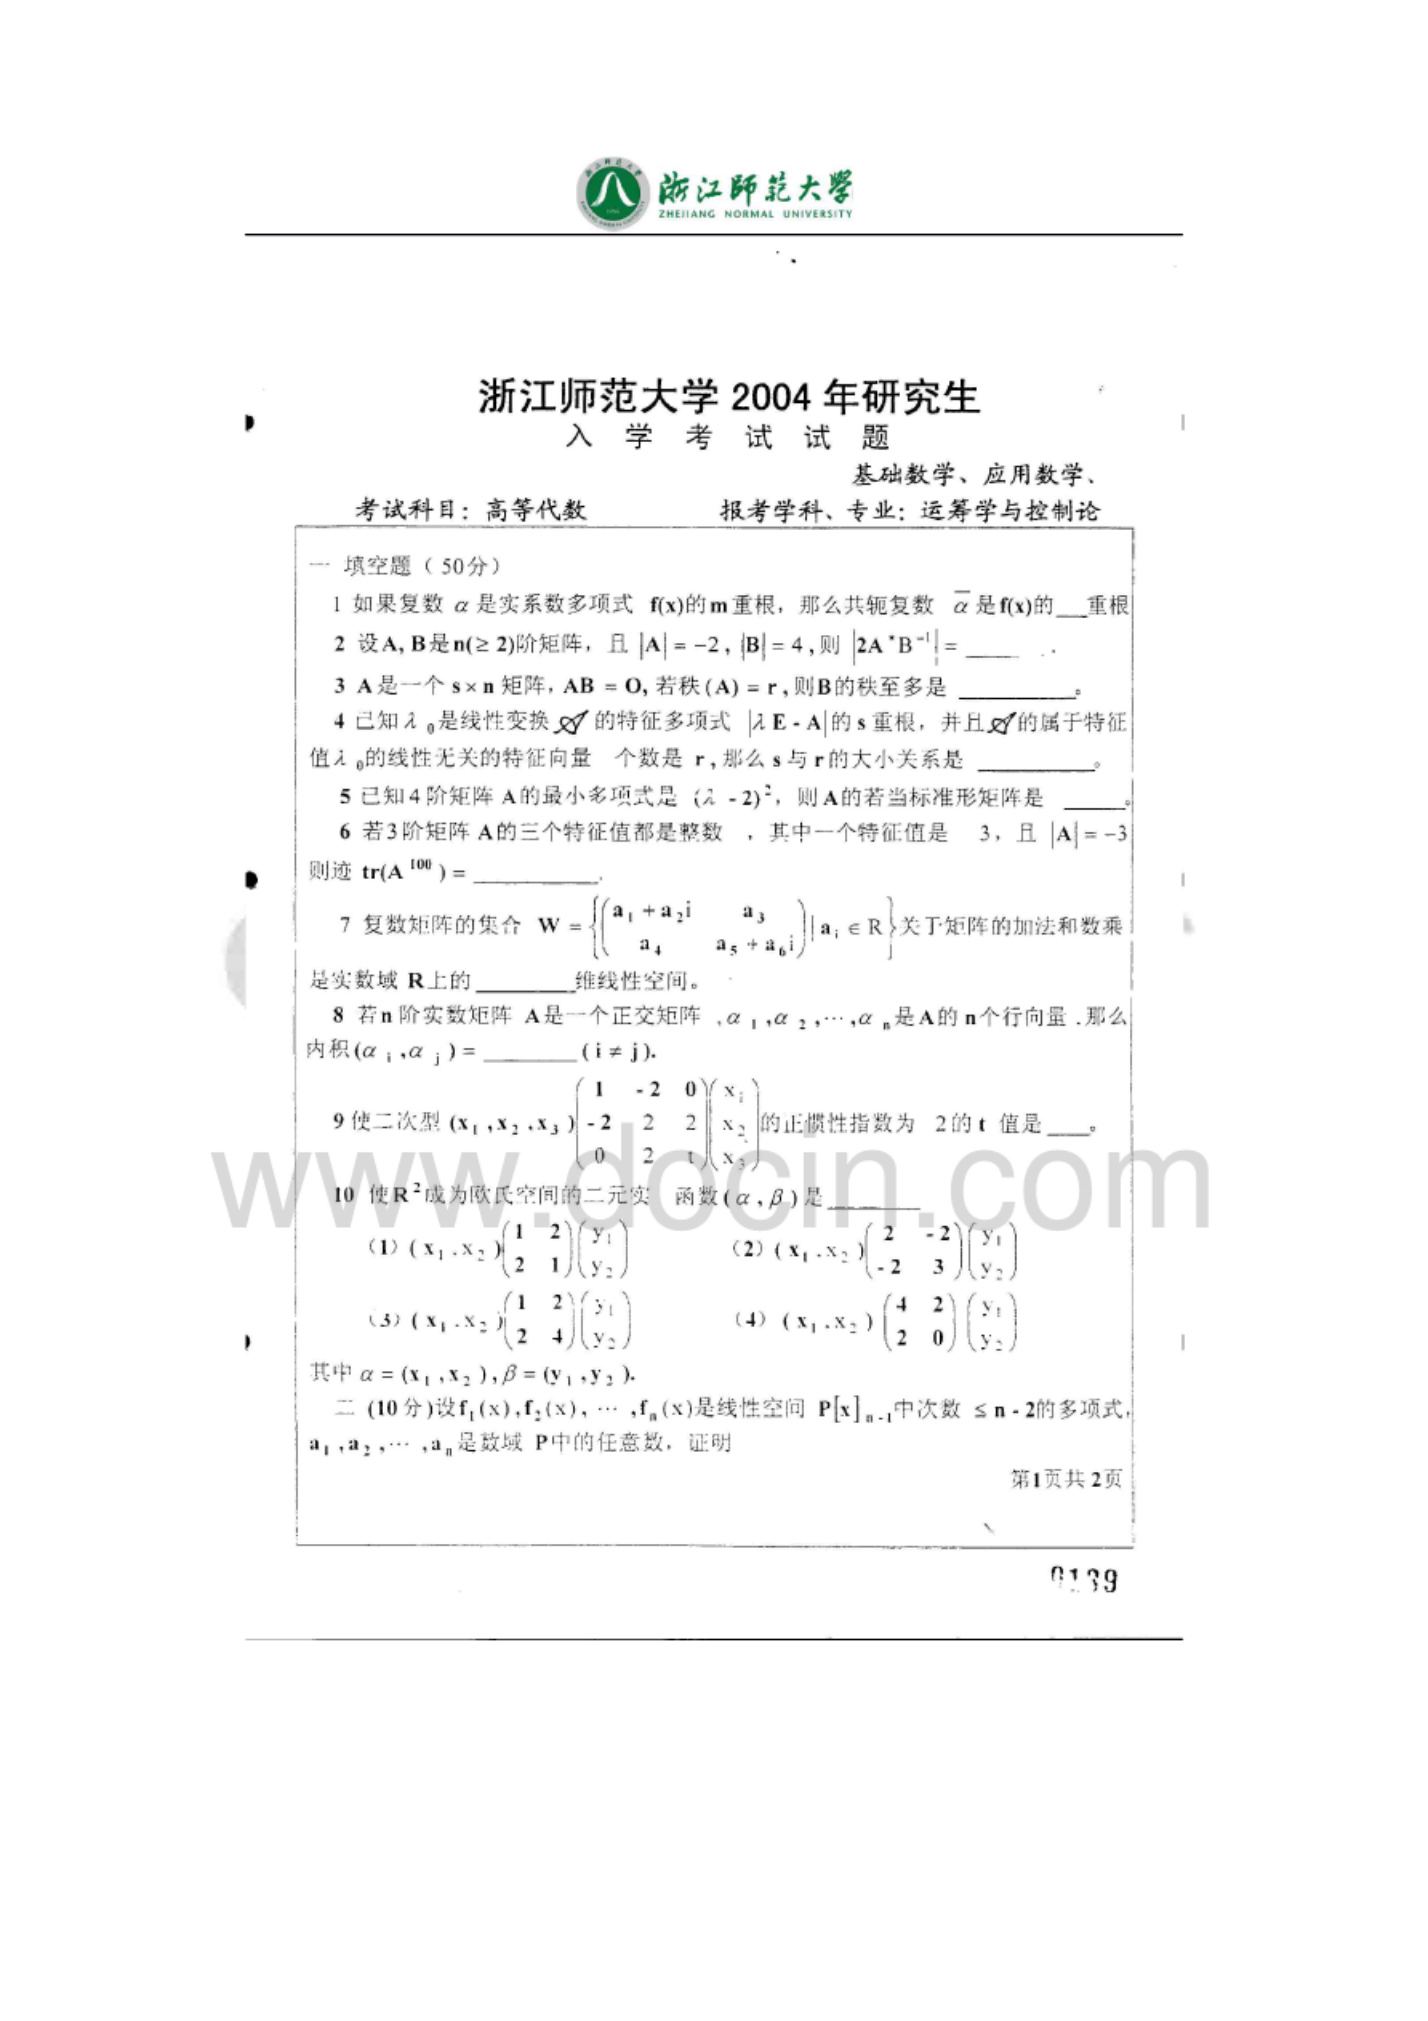 浙江師范大學
ZHEJIANG NORMAL UNIVERSITY
浙江师范大学 2004 年研究生
入 学 考 试 试 题
基础数学、应用数学、
考试科目: 高等代数 报考学科、专业: 运筹学与控制论
一 填空题 ( 50分)
1 如果复数 α 是实系数多项式 f(x)的m重根, 那么共轭复数 α̅ 是f(x)的___重根
2 设A, B是n(≥ 2)阶矩阵, 且 |A| = -2, |B| = 4 ,则 |2A*B⁻¹| = ____
3 A是一个 s×n 矩阵, AB = O, 若秩(A) = r ,则B的秩至多是 ________。
4 已知λ₀是线性变换𝒜的特征多项式 |λE - A|的s重根, 并且𝒜的属于特征
值λ₀的线性无关的特征向量 个数是 r , 那么 s 与 r 的大小关系是 ________。
5 已知4阶矩阵 A的最小多项式是 (λ - 2)², 则A的若当标准形矩阵是 ____。
6 若3阶矩阵 A的三个特征值都是整数 , 其中一个特征值是 3, 且 |A| = -3
则迹 tr(A¹⁰⁰) = ________.
7 复数矩阵的集合 W = { ( a₁ + a₂i a₃ ; a₄ a₅ + a₆i ) | aᵢ ∈ R }关于矩阵的加法和数乘
是实数域 R上的 ________维线性空间。
8 若n阶实数矩阵 A是一个正交矩阵 ,α₁,α₂,⋯,αₙ是A的 n个行向量 .那么
内积(αᵢ,αⱼ) = ________ ( i ≠ j).
9使二次型 (x₁,x₂,x₃) ( 1 -2 0 ; -2 2 2 ; 0 2 t ) ( x₁ ; x₂ ; x₃ ) 的正惯性指数为 2的t 值是____。
10 使R²成为欧氏空间的二元实 函数(α,β)是________
(1) (x₁,x₂) ( 1 2 ; 2 1 ) ( y₁ ; y₂ ) (2) (x₁,x₂) ( 2 -2 ; -2 3 ) ( y₁ ; y₂ )
(3) (x₁,x₂) ( 1 2 ; 2 4 ) ( y₁ ; y₂ ) (4) (x₁,x₂) ( 4 2 ; 2 0 ) ( y₁ ; y₂ )
其中 α = (x₁,x₂),β = (y₁,y₂).
二 (10分)设f₁(x),f₂(x), ⋯ ,fₙ(x)是线性空间 P[x]ₙ₋₁中次数 ≤ n - 2的多项式,
a₁,a₂,⋯ ,aₙ是数域 P中的任意数, 证明
第1页共 2页
0139
www.docin.com